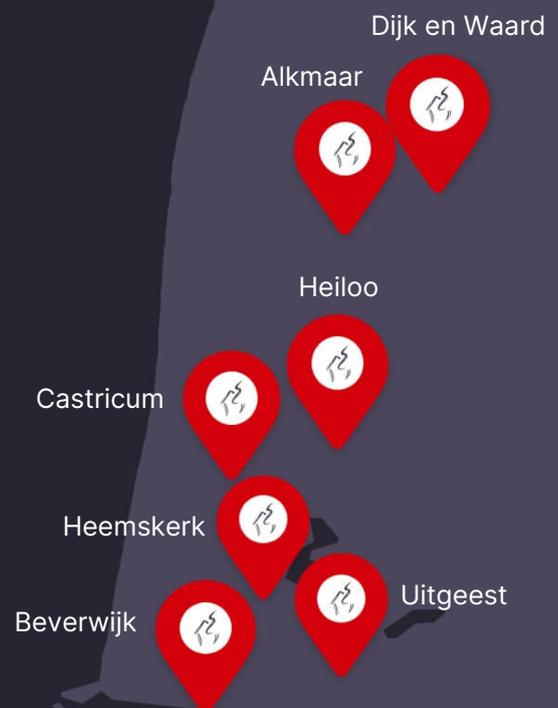 Dijk en Waard
Alkmaar
Heiloo
Castricum
Heemskerk
Uitgeest
Beverwijk